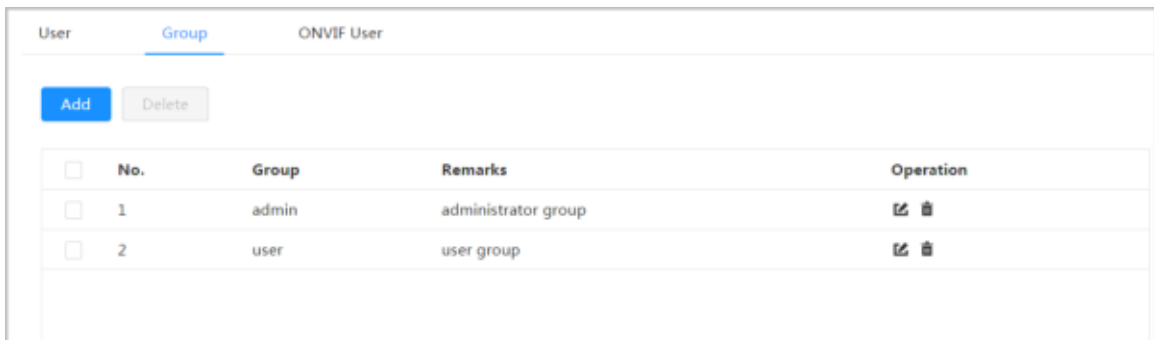 User Group ONVIF User
Add Delete
No. Group Remarks Operation
1 admin administrator group
2 user user group